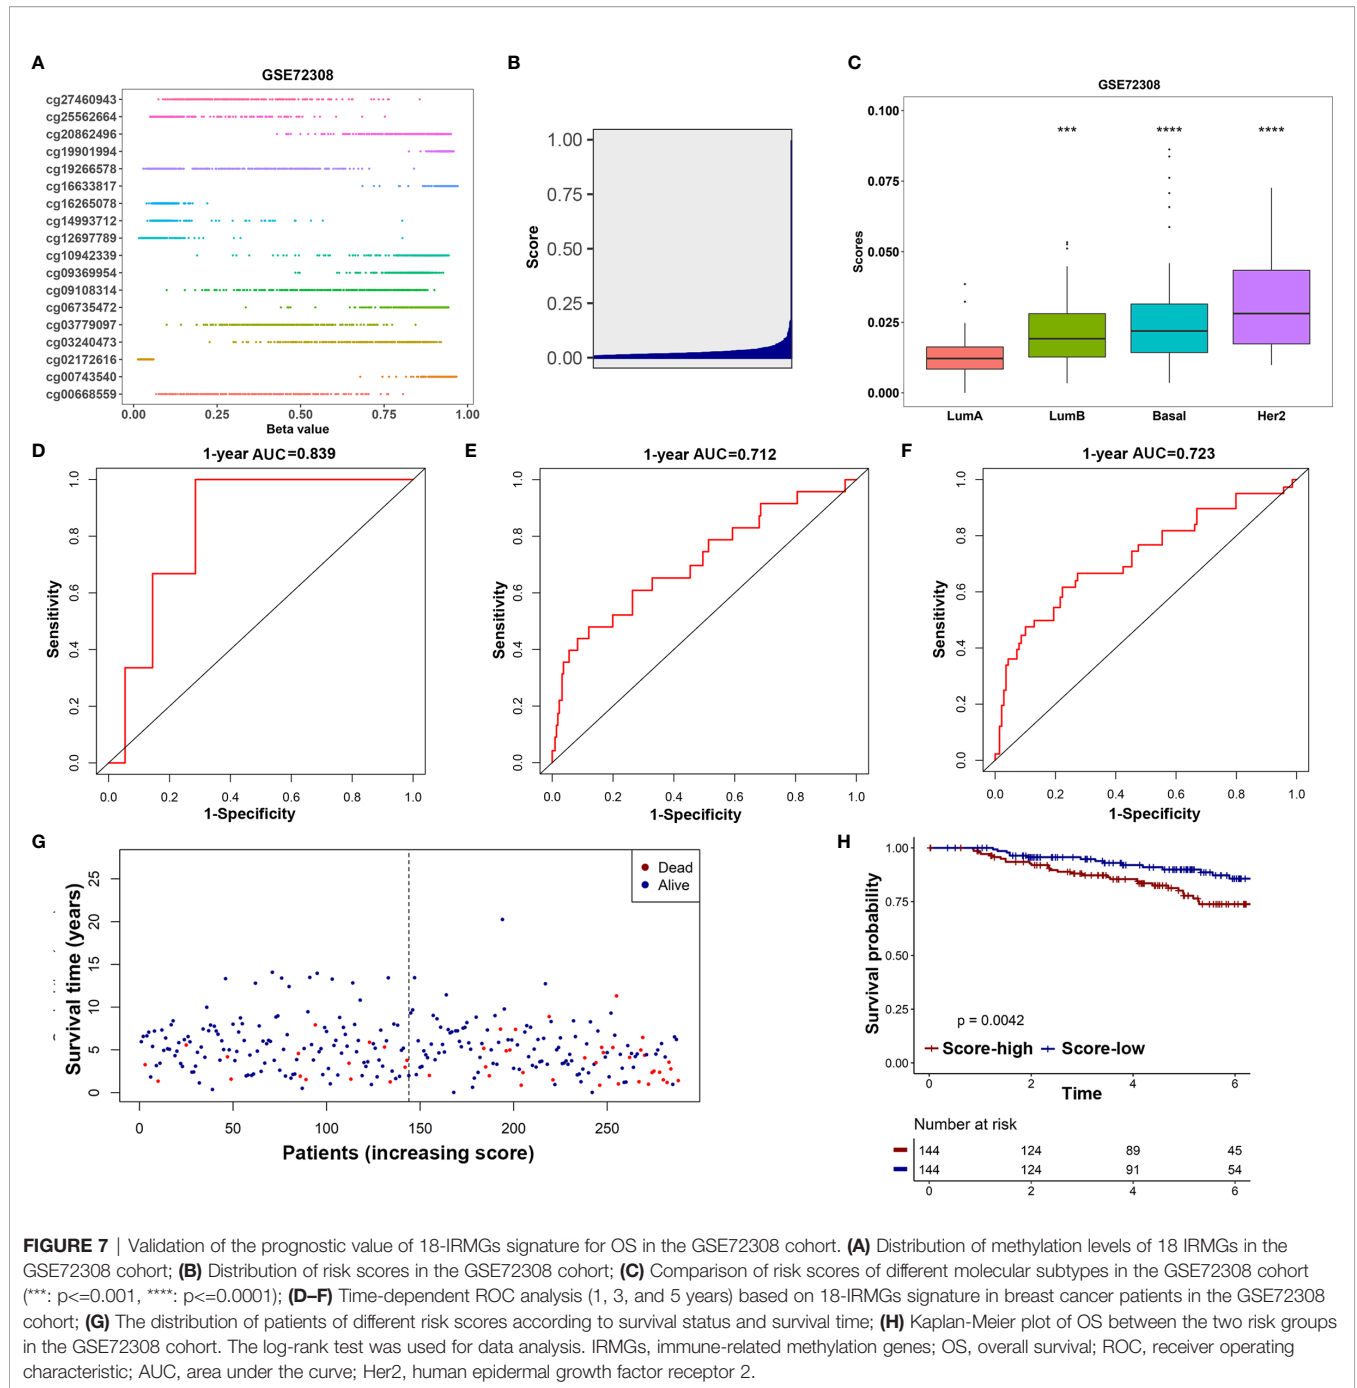 A
GSE72308
cg27460943
cg25562664
cg20862496
cg19901994
cg19266578
cg16633817
cg16265078
cg14993712
cg12697789
cg10942339
cg09369954
cg09108314
cg06735472
cg03779097
cg03240473
cg02172616
cg00743540
cg00668559
0.00 0.25 0.50 0.75 1.00
Beta value
B
1.00
0.75
0.50
0.25
0.00
Score
C
GSE72308
0.100
0.075
0.050
0.025
0.000
Scores
*** **** ****
LumA LumB Basal Her2
D
1-year AUC=0.839
1.0
0.8
0.6
0.4
0.2
0.0
Sensitivity
0.0 0.2 0.4 0.6 0.8 1.0
1-Specificity
E
1-year AUC=0.712
1.0
0.8
0.6
0.4
0.2
0.0
Sensitivity
0.0 0.2 0.4 0.6 0.8 1.0
1-Specificity
F
1-year AUC=0.723
1.0
0.8
0.6
0.4
0.2
0.0
Sensitivity
0.0 0.2 0.4 0.6 0.8 1.0
1-Specificity
G
Dead
Alive
25
20
15
10
5
0
Survival time (years)
0 50 100 150 200 250
Patients (increasing score)
H
1.00
0.75
0.50
0.25
0.00
Survival probability
p = 0.0042
Score-high Score-low
0 2 4 6
Time
Number at risk
144 124 89 45
144 124 91 54
0 2 4 6
FIGURE 7 | Validation of the prognostic value of 18-IRMGs signature for OS in the GSE72308 cohort. (A) Distribution of methylation levels of 18 IRMGs in the
GSE72308 cohort; (B) Distribution of risk scores in the GSE72308 cohort; (C) Comparison of risk scores of different molecular subtypes in the GSE72308 cohort
(***: p<=0.001, ****: p<=0.0001); (D–F) Time-dependent ROC analysis (1, 3, and 5 years) based on 18-IRMGs signature in breast cancer patients in the GSE72308
cohort; (G) The distribution of patients of different risk scores according to survival status and survival time; (H) Kaplan-Meier plot of OS between the two risk groups
in the GSE72308 cohort. The log-rank test was used for data analysis. IRMGs, immune-related methylation genes; OS, overall survival; ROC, receiver operating
characteristic; AUC, area under the curve; Her2, human epidermal growth factor receptor 2.